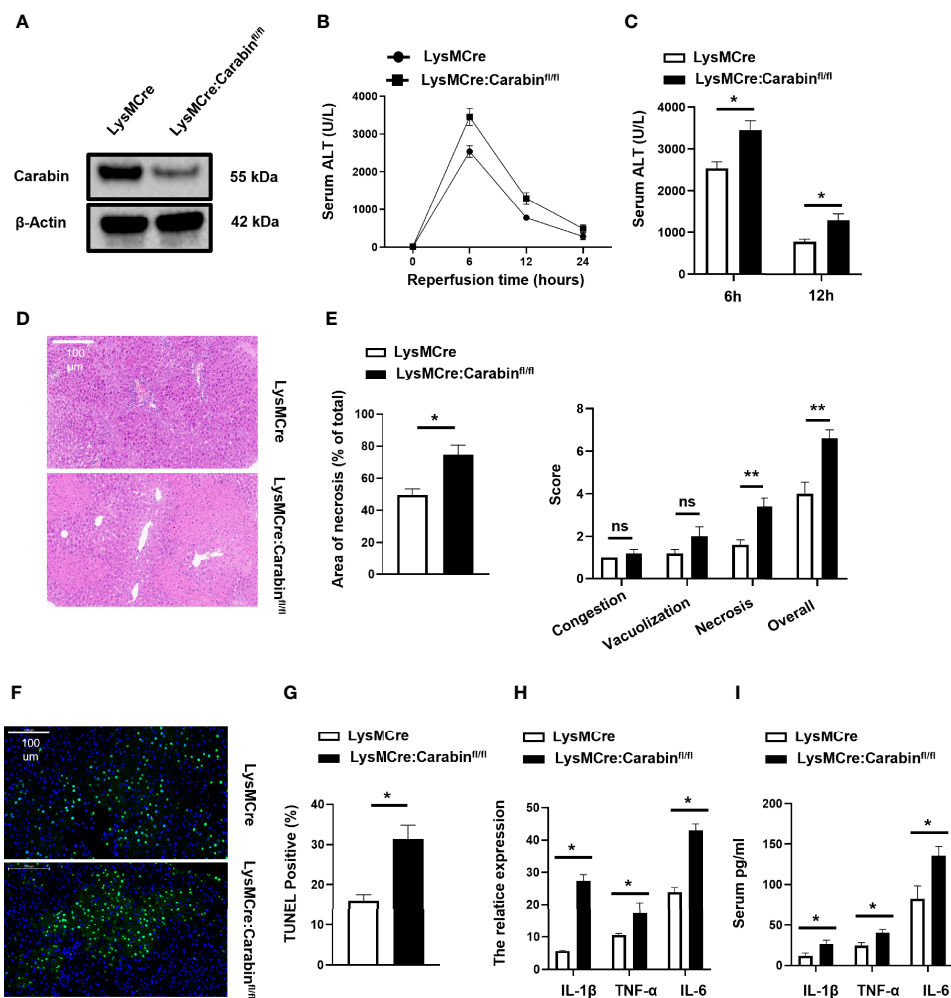 A
LysMCre
LysMCre:Carabinfl/fl
Carabin
55 kDa
β-Actin
42 kDa
B
LysMCre
LysMCre:Carabinfl/fl
Serum ALT (U/L)
4000
3000
2000
1000
0
0
6
12
24
Reperfusion time (hours)
C
LysMCre
LysMCre:Carabinfl/fl
Serum ALT (U/L)
4000
3000
2000
1000
0
*
*
6h
12h
D
100
μm
LysMCre
LysMCre:Carabinfl/fl
E
LysMCre
LysMCre:Carabinfl/fl
Area of necrosis (% of total)
100
80
60
40
20
0
*
Score
8
6
4
2
0
ns
ns
**
**
Congestion
Vacuolization
Necrosis
Overall
F
100
um
LysMCre
LysMCre:Carabinfl/fl
G
LysMCre
LysMCre:Carabinfl/fl
TUNEL Positive (%)
40
30
20
10
0
*
H
LysMCre
LysMCre:Carabinfl/fl
The relative expression
50
40
30
20
10
0
*
*
*
IL-1β
TNF-α
IL-6
I
LysMCre
LysMCre:Carabinfl/fl
Serum pg/ml
200
150
100
50
0
*
*
*
IL-1β
TNF-α
IL-6